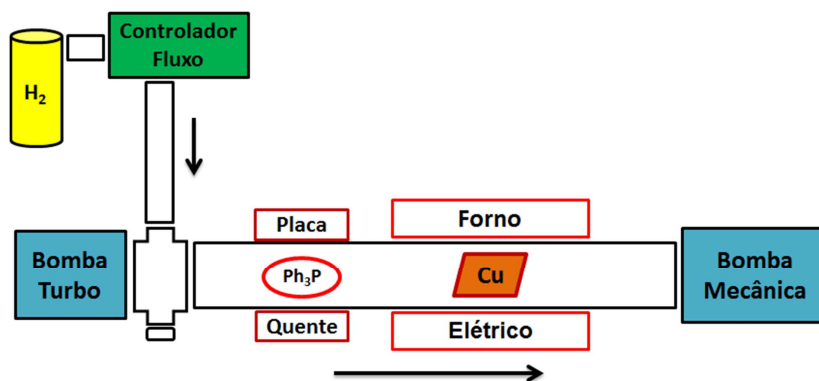 Controlador
Fluxo
H₂
Placa
Forno
Bomba
Turbo
Ph₃P
Cu
Bomba
Mecânica
Quente
Elétrico